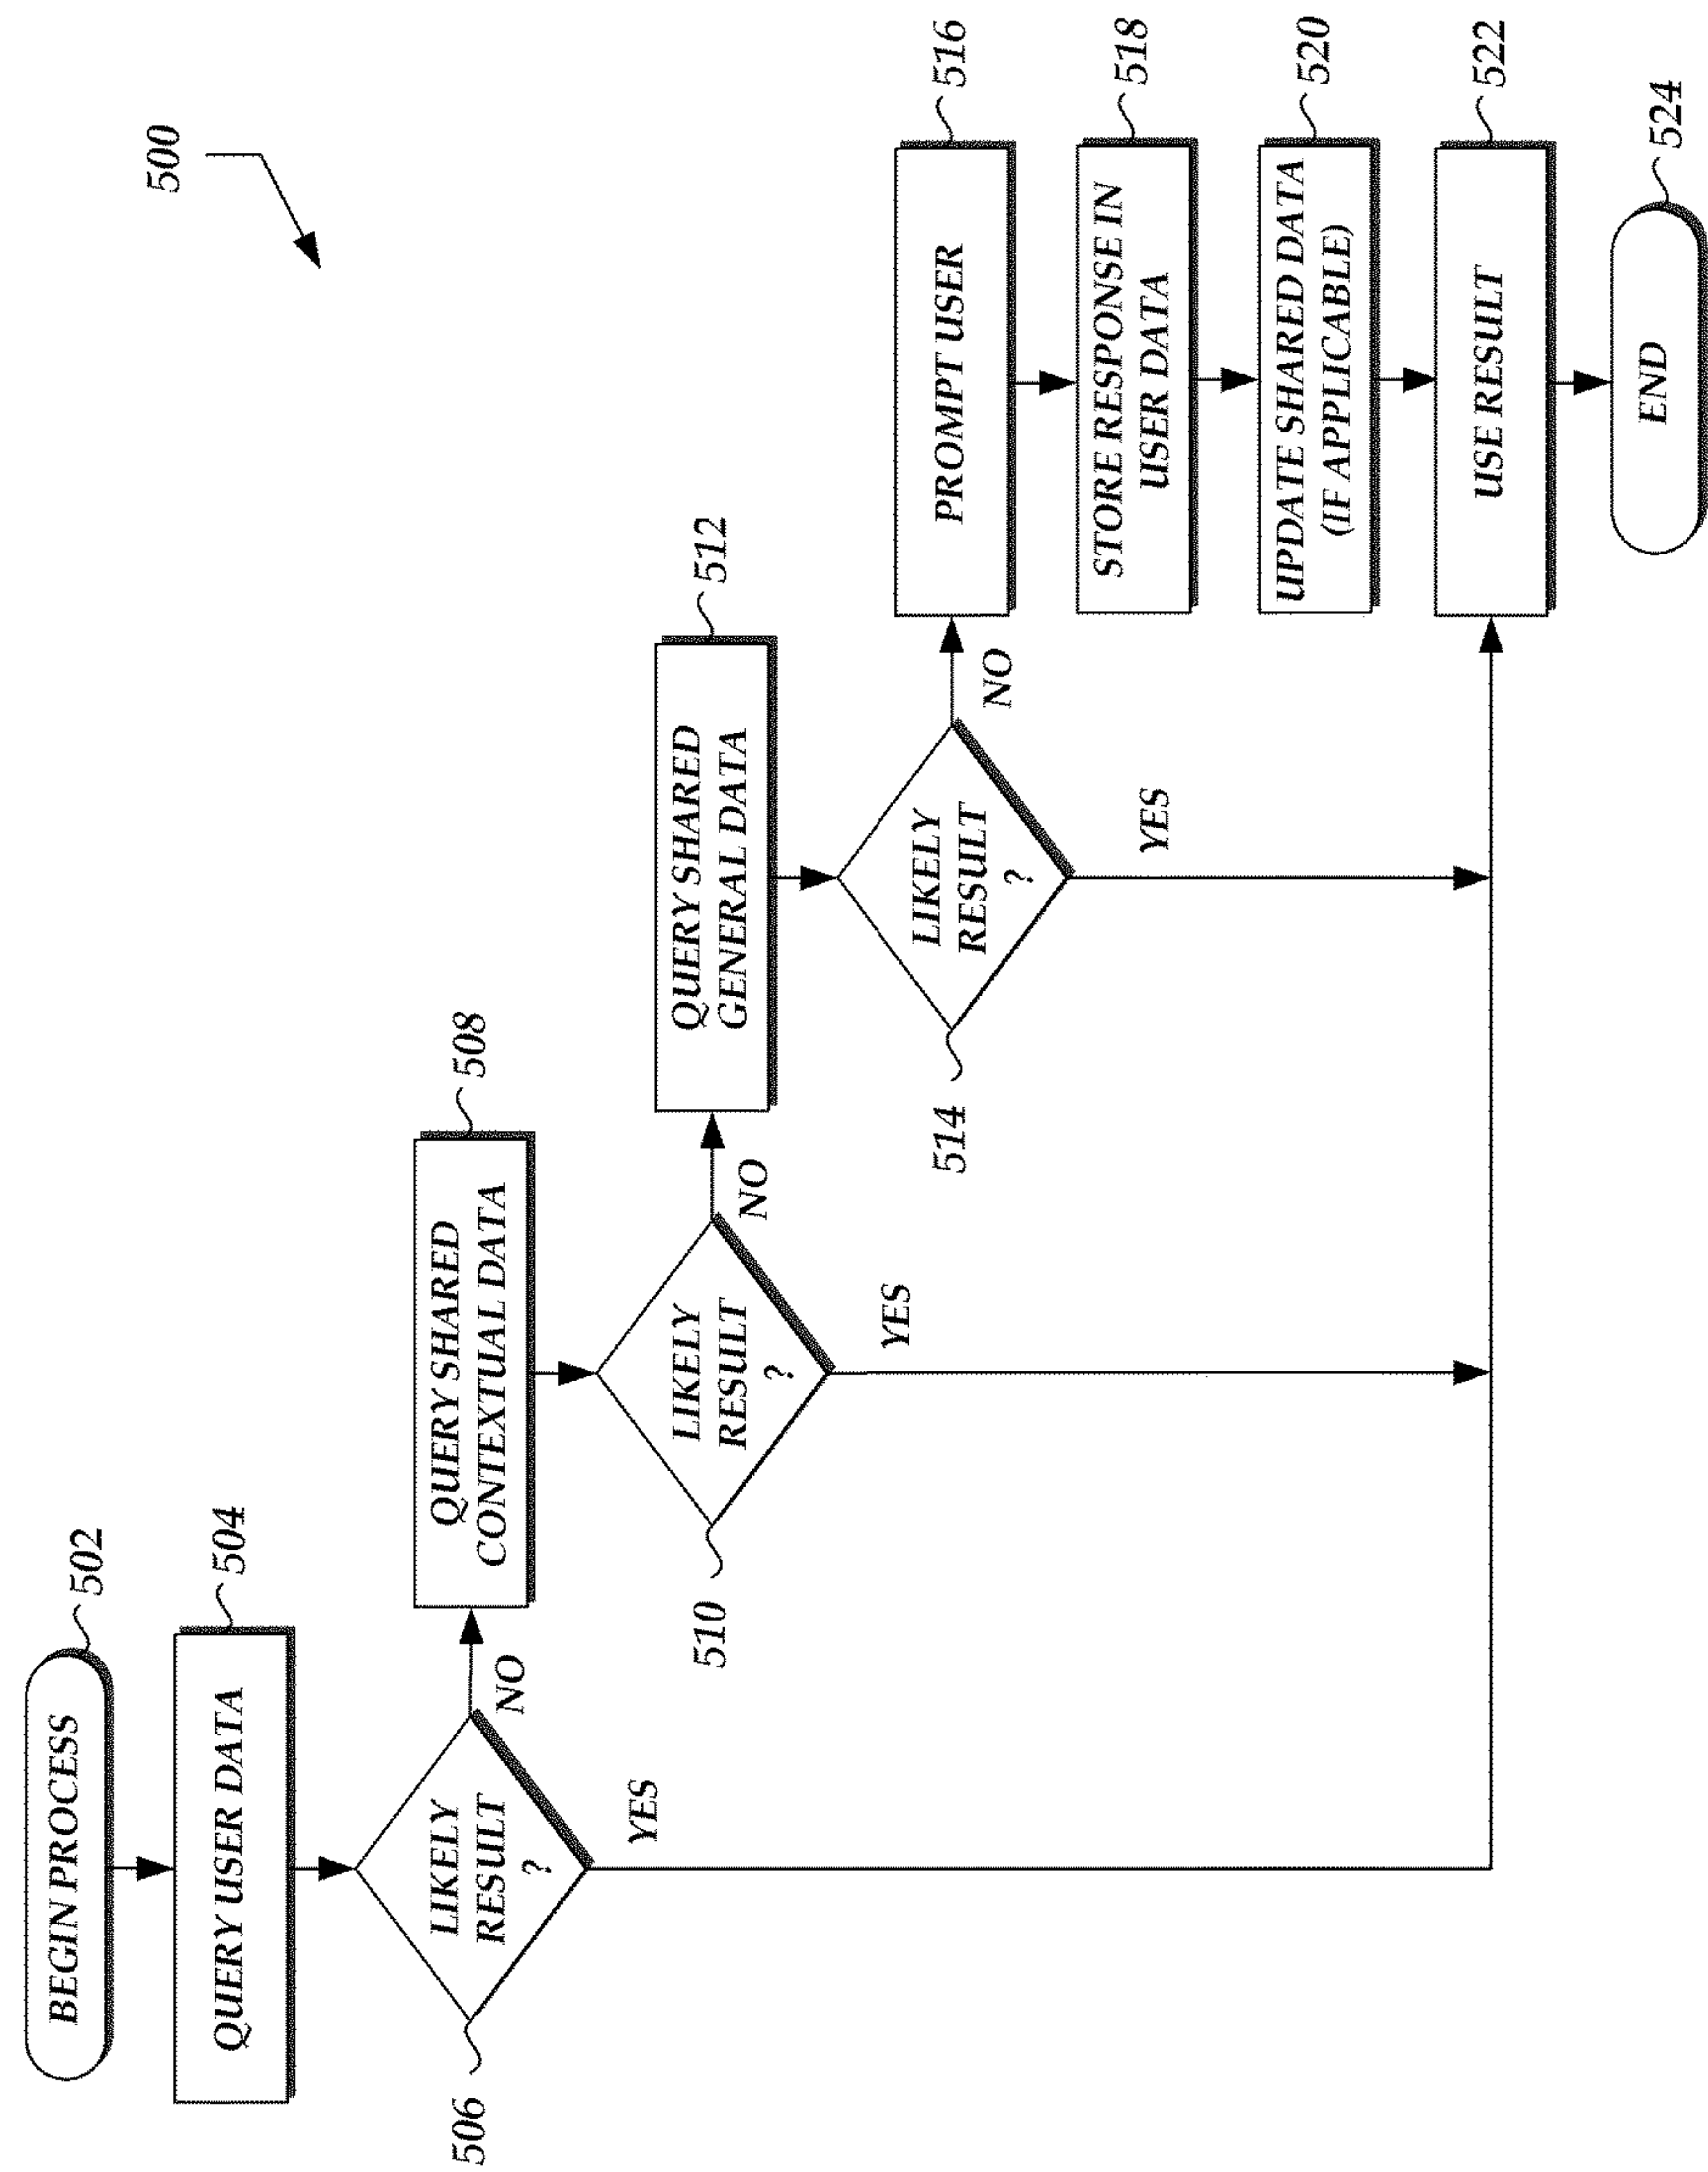 500
BEGIN PROCESS
502
QUERY USER DATA
504
LIKELY
RESULT
?
506
NO
YES
QUERY SHARED
CONTEXTUAL DATA
508
LIKELY
RESULT
?
510
NO
YES
QUERY SHARED
GENERAL DATA
512
LIKELY
RESULT
?
514
NO
YES
PROMPT USER
516
STORE RESPONSE IN
USER DATA
518
UPDATE SHARED DATA
(IF APPLICABLE)
520
USE RESULT
522
END
524